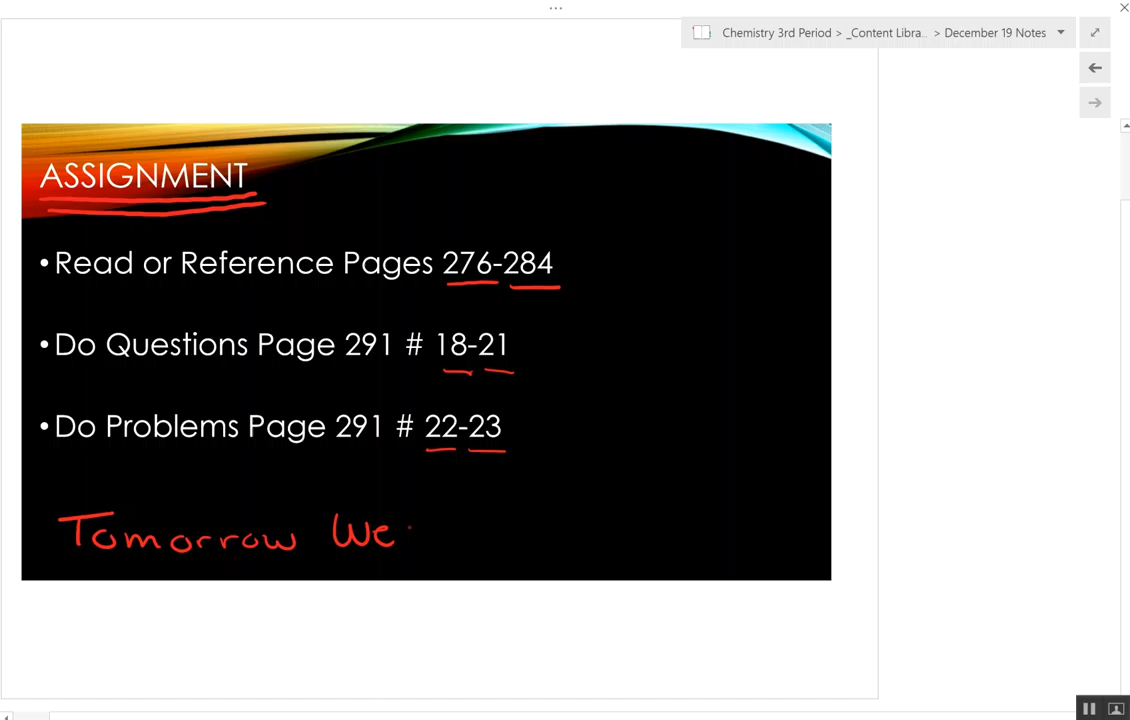 Chemistry 3rd Period > _Content Libra... > December 19 Notes
ASSIGNMENT
• Read or Reference Pages 276-284
• Do Questions Page 291 # 18-21
• Do Problems Page 291 # 22-23
Tomorrow We